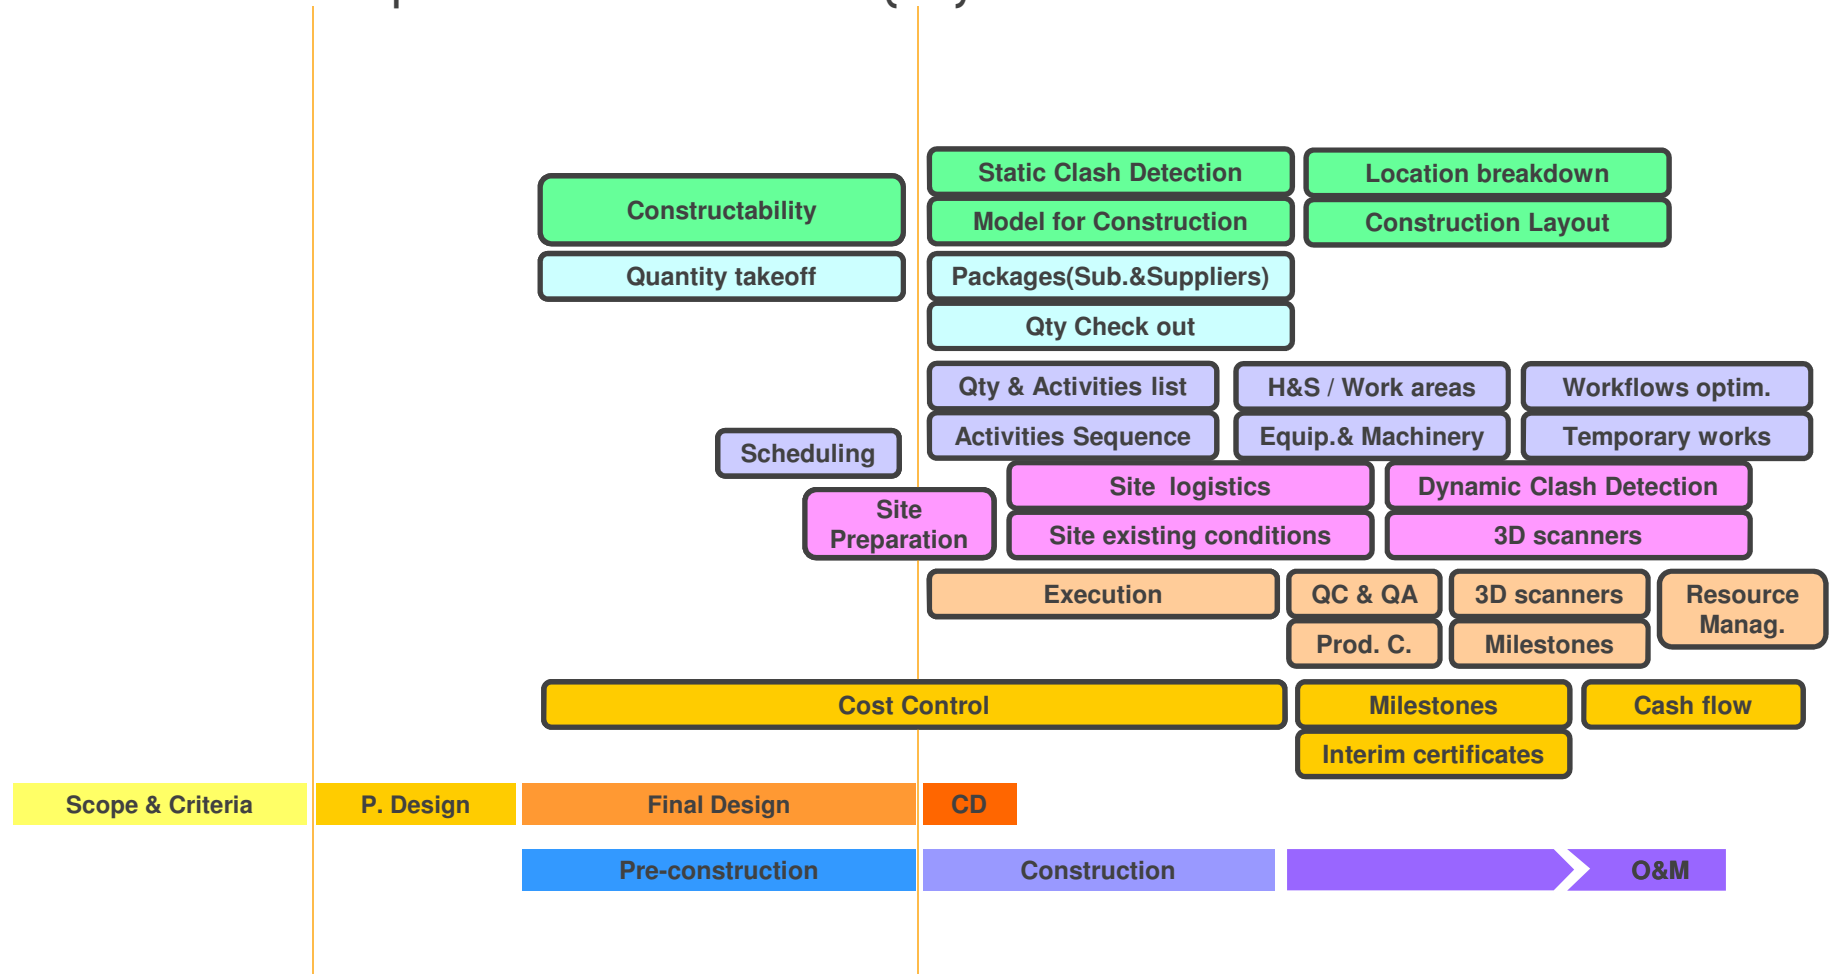 Static Clash Detection
Location breakdown
Constructability
Model for Construction
Construction Layout
Quantity takeoff
Packages(Sub.&Suppliers)
Qty Check out
Qty & Activities list
H&S / Work areas
Workflows optim.
Activities Sequence
Equip.& Machinery
Temporary works
Scheduling
Site logistics
Dynamic Clash Detection
Site
Preparation
Site existing conditions
3D scanners
Execution
QC & QA
3D scanners
Resource
Manag.
Prod. C.
Milestones
Cost Control
Milestones
Cash flow
Interim certificates
Scope & Criteria
P. Design
Final Design
CD
Pre-construction
Construction
O&M